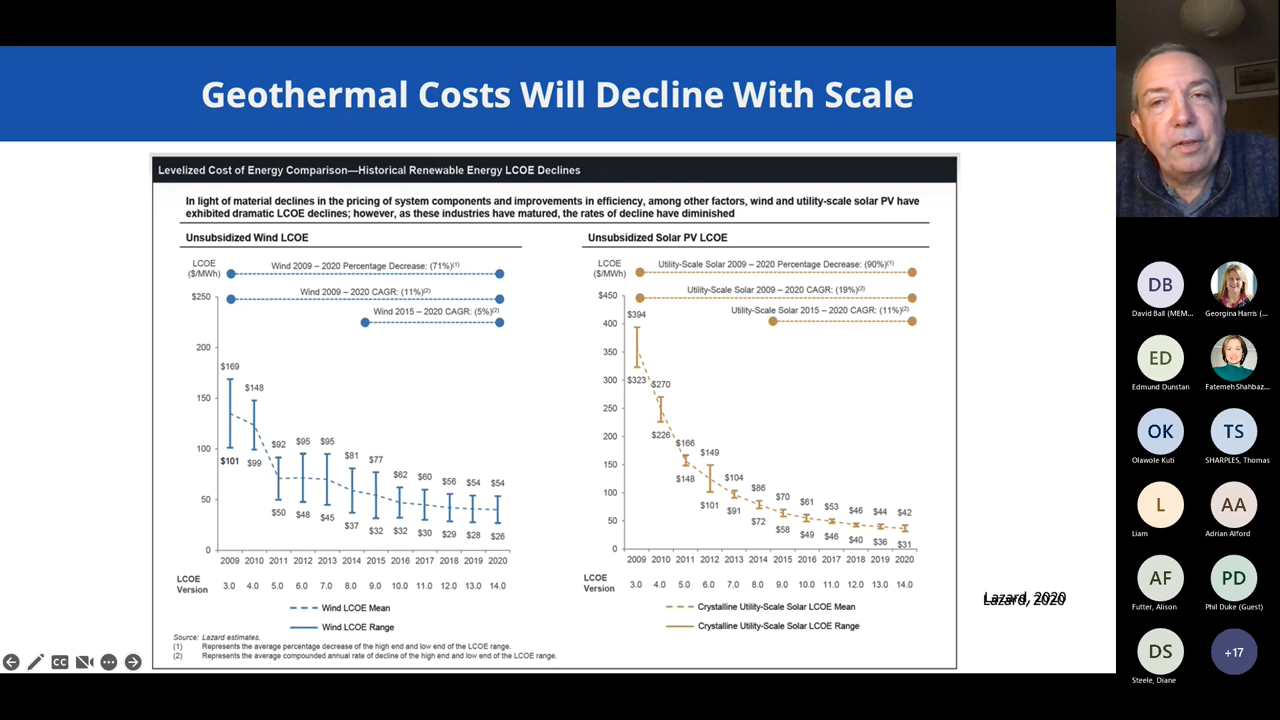 Geothermal Costs Will Decline With Scale
Levelized Cost of Energy Comparison—Historical Renewable Energy LCOE Declines
In light of material declines in the pricing of system components and improvements in efficiency, among other factors, wind and utility-scale solar PV have
exhibited dramatic LCOE declines; however, as these industries have matured, the rates of decline have diminished
Unsubsidized Wind LCOE
LCOE
($/MWh)
Wind 2009 – 2020 Percentage Decrease: (71%)(1)
Wind 2009 – 2020 CAGR: (11%)(2)
Wind 2015 – 2020 CAGR: (5%)(2)
$250
200
150
100
50
0
$169
$148
$92
$95
$95
$81
$77
$62
$60
$56
$54
$54
$101
$99
$50
$48
$45
$37
$32
$32
$30
$29
$28
$26
2009 2010 2011 2012 2013 2014 2015 2016 2017 2018 2019 2020
LCOE
Version
3.0 4.0 5.0 6.0 7.0 8.0 9.0 10.0 11.0 12.0 13.0 14.0
Wind LCOE Mean
Wind LCOE Range
Unsubsidized Solar PV LCOE
LCOE
($/MWh)
Utility-Scale Solar 2009 – 2020 Percentage Decrease: (90%)(1)
Utility-Scale Solar 2009 – 2020 CAGR: (19%)(2)
Utility-Scale Solar 2015 – 2020 CAGR: (11%)(2)
$450
400
350
300
250
200
150
100
50
0
$394
$270
$166
$149
$104
$86
$70
$61
$53
$46
$44
$42
$323
$226
$148
$101
$91
$72
$58
$49
$46
$40
$36
$31
2009 2010 2011 2012 2013 2014 2015 2016 2017 2018 2019 2020
LCOE
Version
3.0 4.0 5.0 6.0 7.0 8.0 9.0 10.0 11.0 12.0 13.0 14.0
Crystalline Utility-Scale Solar LCOE Mean
Crystalline Utility-Scale Solar LCOE Range
Source: Lazard estimates.
(1) Represents the average percentage decrease of the high end and low end of the LCOE range.
(2) Represents the average compounded annual rate of decline of the high end and low end of the LCOE range.
Lazard, 2020
CC
DB
David Ball (MEM...
Georgina Harris (...
ED
Edmund Dunstan
Fatemeh Shahbaz...
OK
Olawole Kuti
TS
SHARPLES, Thomas
L
Liam
AA
Adrian Alford
AF
Futter, Alison
PD
Phil Duke (Guest)
DS
Steele, Diane
+17